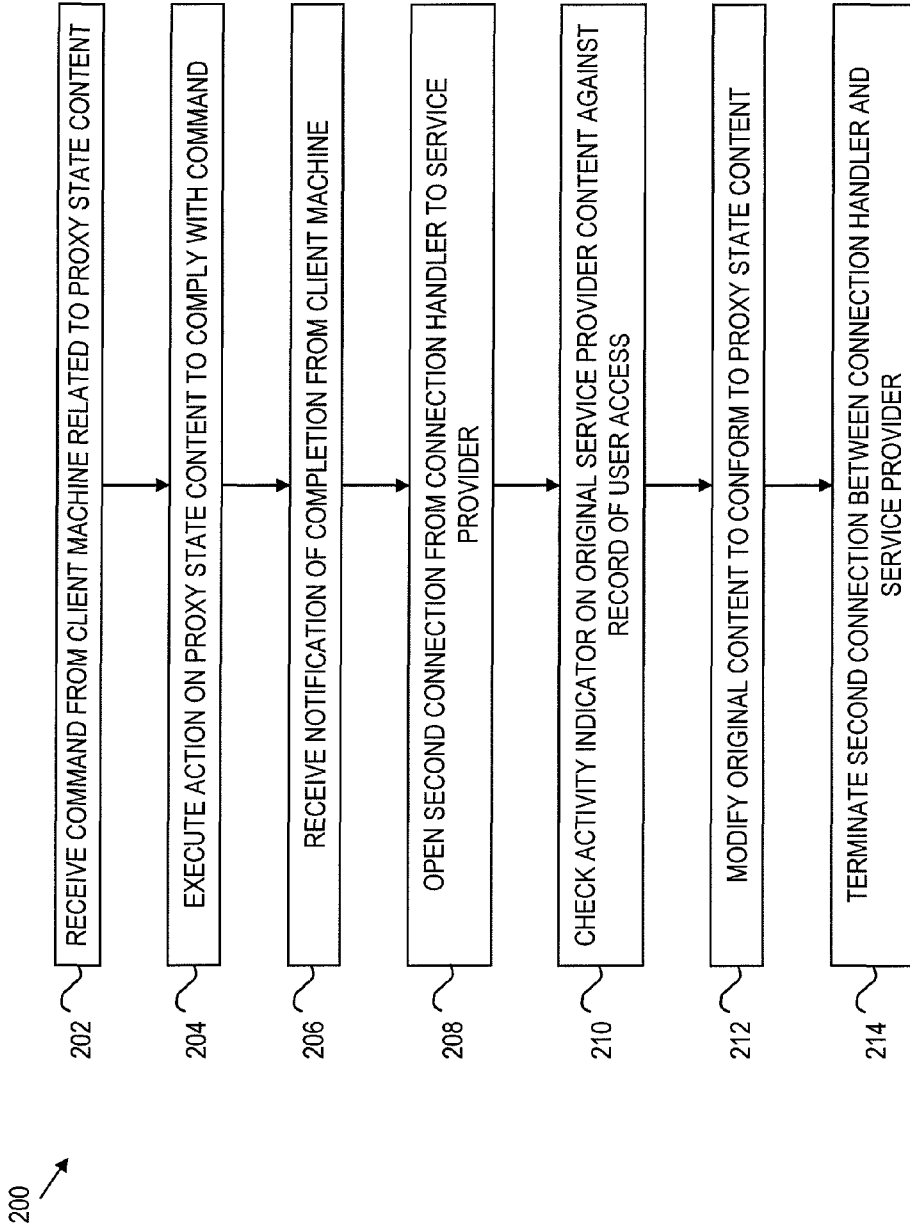 200
202
RECEIVE COMMAND FROM CLIENT MACHINE RELATED TO PROXY STATE CONTENT
204
EXECUTE ACTION ON PROXY STATE CONTENT TO COMPLY WITH COMMAND
206
RECEIVE NOTIFICATION OF COMPLETION FROM CLIENT MACHINE
208
OPEN SECOND CONNECTION FROM CONNECTION HANDLER TO SERVICE
PROVIDER
210
CHECK ACTIVITY INDICATOR ON ORIGINAL SERVICE PROVIDER CONTENT AGAINST
RECORD OF USER ACCESS
212
MODIFY ORIGINAL CONTENT TO CONFORM TO PROXY STATE CONTENT
214
TERMINATE SECOND CONNECTION BETWEEN CONNECTION HANDLER AND
SERVICE PROVIDER